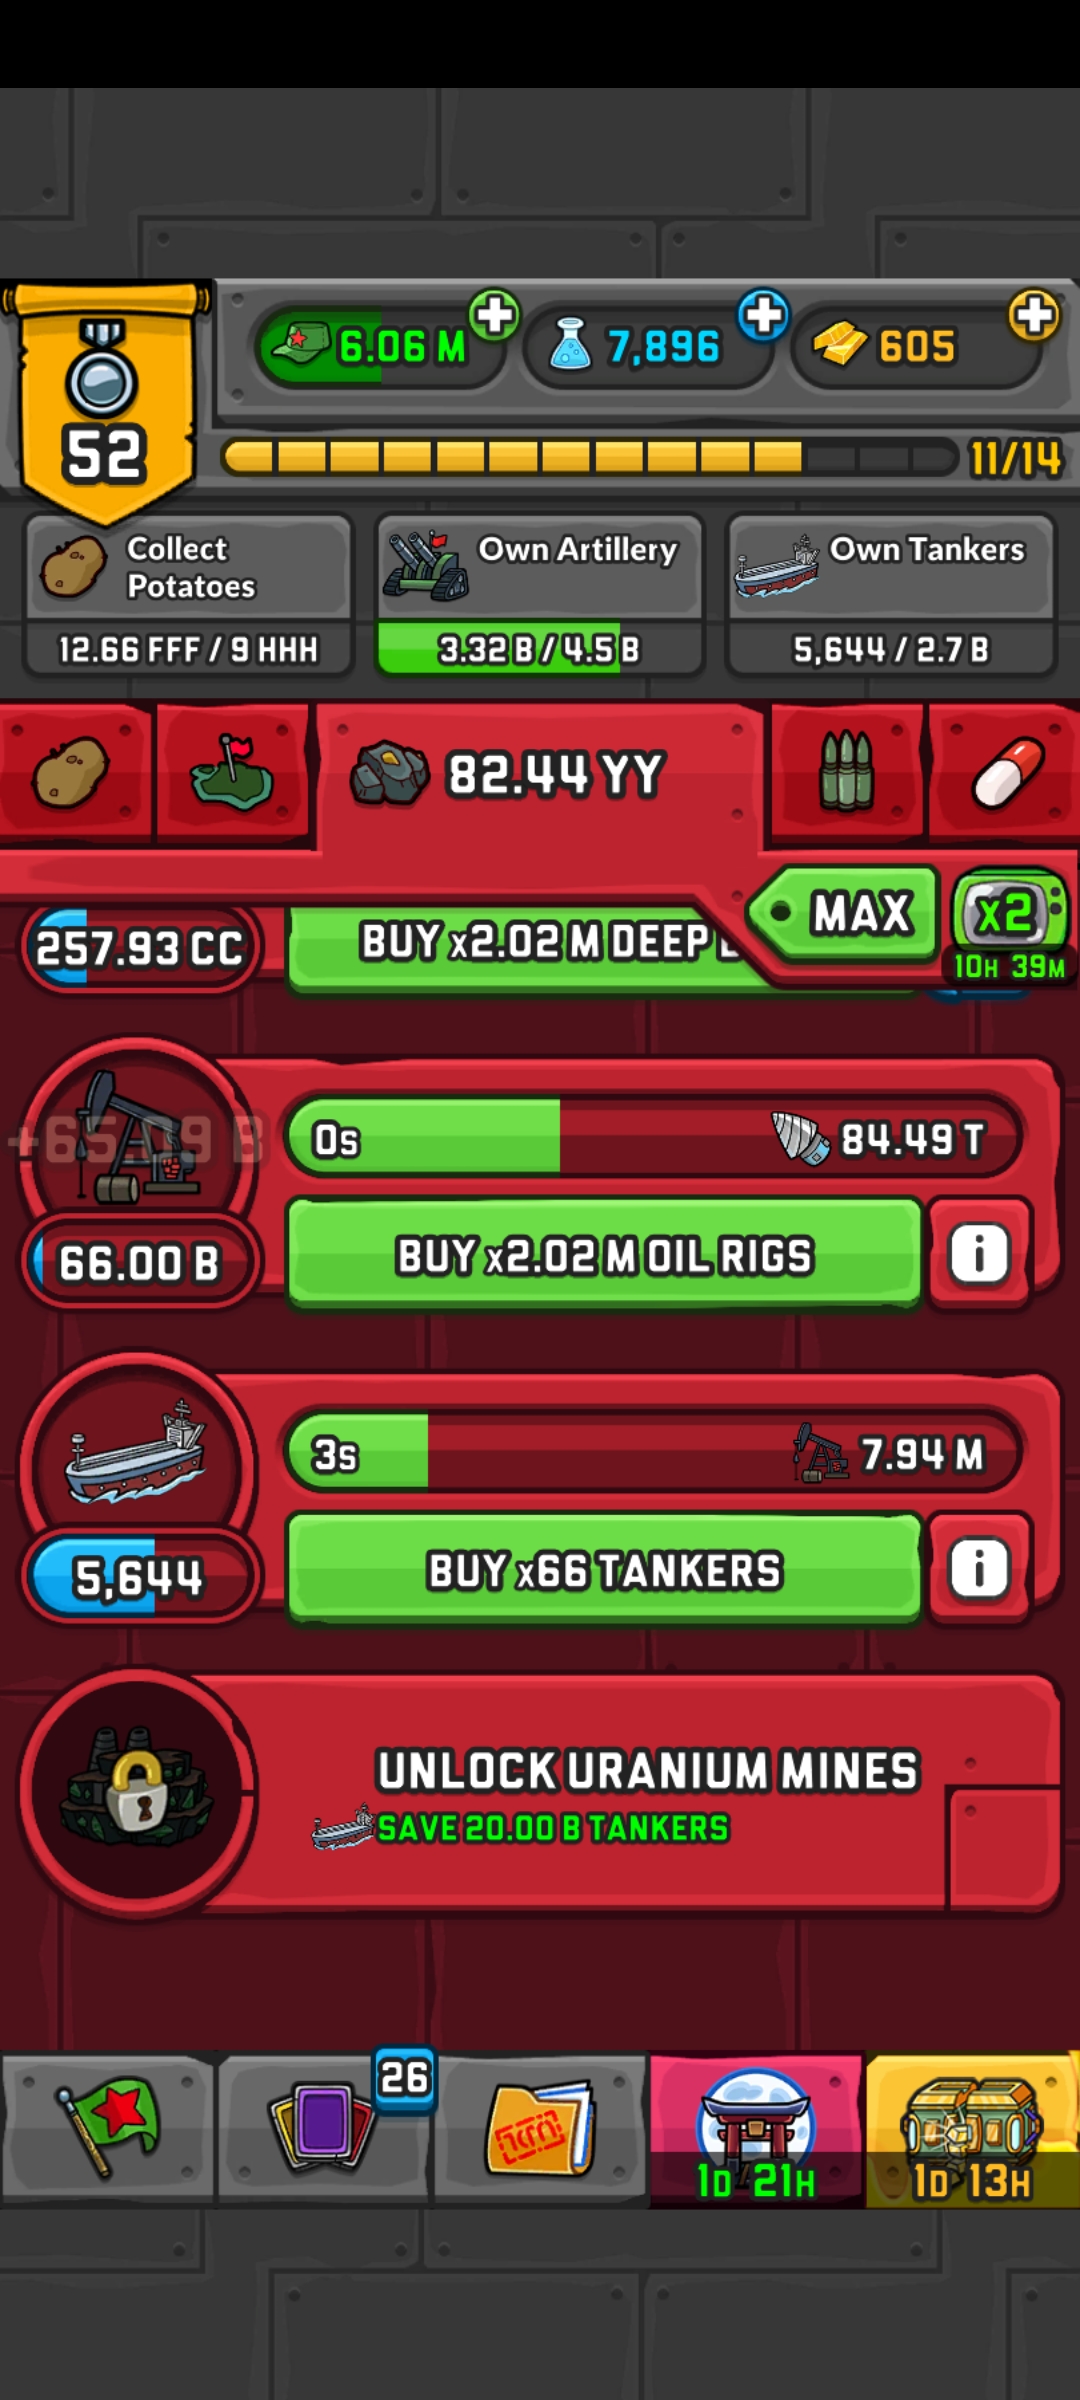 6.06 M
7,896
605
52
11/14
Collect
Potatoes
12.66 FFF / 9 HHH
Own Artillery
3.32 B / 4.5 B
Own Tankers
5,644 / 2.7 B
82.44 YY
MAX
x2
10H 39M
257.93 CC
BUY x2.02 M DEEP
+65.09 B
0s
84.49 T
66.00 B
BUY x2.02 M OIL RIGS
i
3s
7.94 M
5,644
BUY x66 TANKERS
i
UNLOCK URANIUM MINES
SAVE 20.00 B TANKERS
26
1D 21H
1D 13H